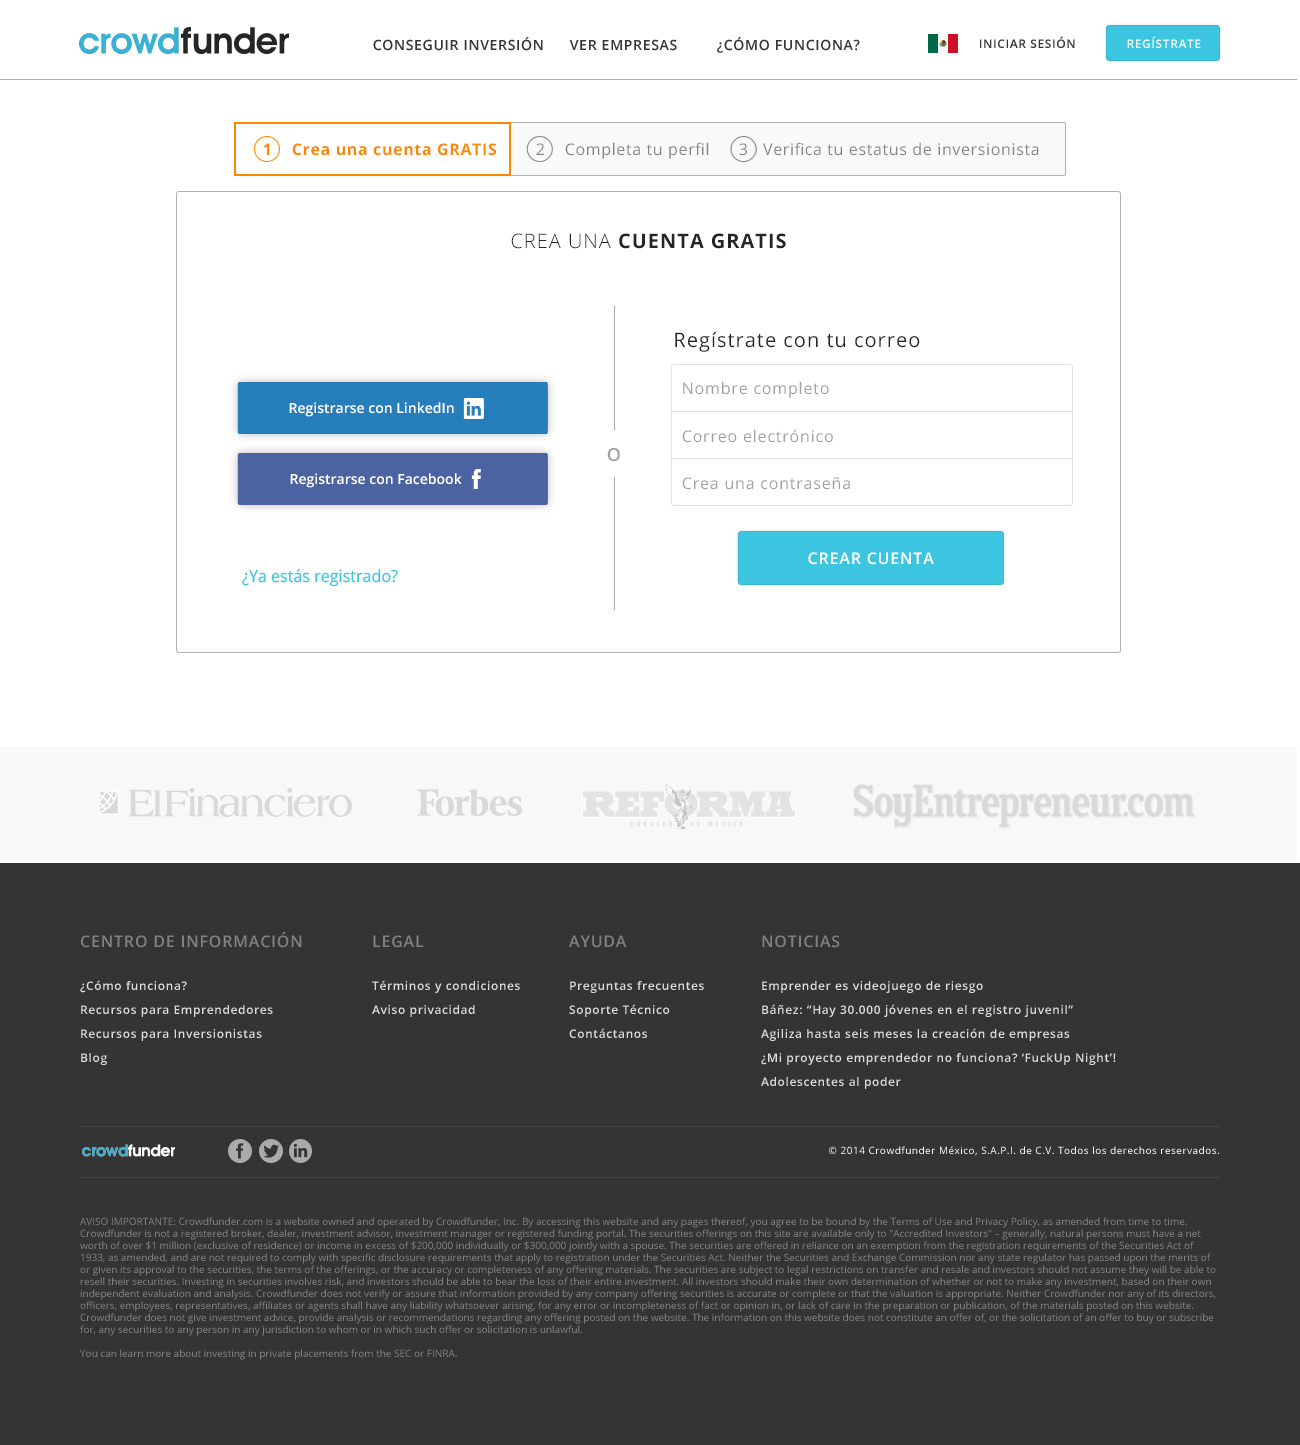 crowdfunder
CONSEGUIR INVERSIÓN VER EMPRESAS ¿CÓMO FUNCIONA? INICIAR SESIÓN REGÍSTRATE
1 Crea una cuenta GRATIS 2 Completa tu perfil 3 Verifica tu estatus de inversionista
CREA UNA CUENTA GRATIS
Regístrate con tu correo
Nombre completo
Correo electrónico
Crea una contraseña
CREAR CUENTA
Registrarse con LinkedIn in
Registrarse con Facebook f
O
¿Ya estás registrado?
El Financiero Forbes REFORMA SoyEntrepreneur.com
CORAZON DE MEXICO
CENTRO DE INFORMACIÓN
¿Cómo funciona?
Recursos para Emprendedores
Recursos para Inversionistas
Blog
LEGAL
Términos y condiciones
Aviso privacidad
AYUDA
Preguntas frecuentes
Soporte Técnico
Contáctanos
NOTICIAS
Emprender es videojuego de riesgo
Báñez: “Hay 30.000 jóvenes en el registro juvenil”
Agiliza hasta seis meses la creación de empresas
¿Mi proyecto emprendedor no funciona? ‘FuckUp Night’!
Adolescentes al poder
crowdfunder f in © 2014 Crowdfunder México, S.A.P.I. de C.V. Todos los derechos reservados.
AVISO IMPORTANTE: Crowdfunder.com is a website owned and operated by Crowdfunder, Inc. By accessing this website and any pages thereof, you agree to be bound by the Terms of Use and Privacy Policy, as amended from time to time.
Crowdfunder is not a registered broker, dealer, investment advisor, investment manager or registered funding portal. The securities offerings on this site are available only to "Accredited Investors" – generally, natural persons must have a net
worth of over $1 million (exclusive of residence) or income in excess of $200,000 individually or $300,000 jointly with a spouse. The securities are offered in reliance on an exemption from the registration requirements of the Securities Act of
1933, as amended, and are not required to comply with specific disclosure requirements that apply to registration under the Securities Act. Neither the Securities and Exchange Commission nor any state regulator has passed upon the merits of
or given its approval to the securities, the terms of the offerings, or the accuracy or completeness of any offering materials. The securities are subject to legal restrictions on transfer and resale and investors should not assume they will be able to
resell their securities. Investing in securities involves risk, and investors should be able to bear the loss of their entire investment. All investors should make their own determination of whether or not to make any investment, based on their own
independent evaluation and analysis. Crowdfunder does not verify or assure that information provided by any company offering securities is accurate or complete or that the valuation is appropriate. Neither Crowdfunder nor any of its directors,
officers, employees, representatives, affiliates or agents shall have any liability whatsoever arising, for any error or incompleteness of fact or opinion in, or lack of care in the preparation or publication, of the materials posted on this website.
Crowdfunder does not give investment advice, provide analysis or recommendations regarding any offering posted on the website. The information on this website does not constitute an offer of, or the solicitation of an offer to buy or subscribe
for, any securities to any person in any jurisdiction to whom or in which such offer or solicitation is unlawful.
You can learn more about investing in private placements from the SEC or FINRA.